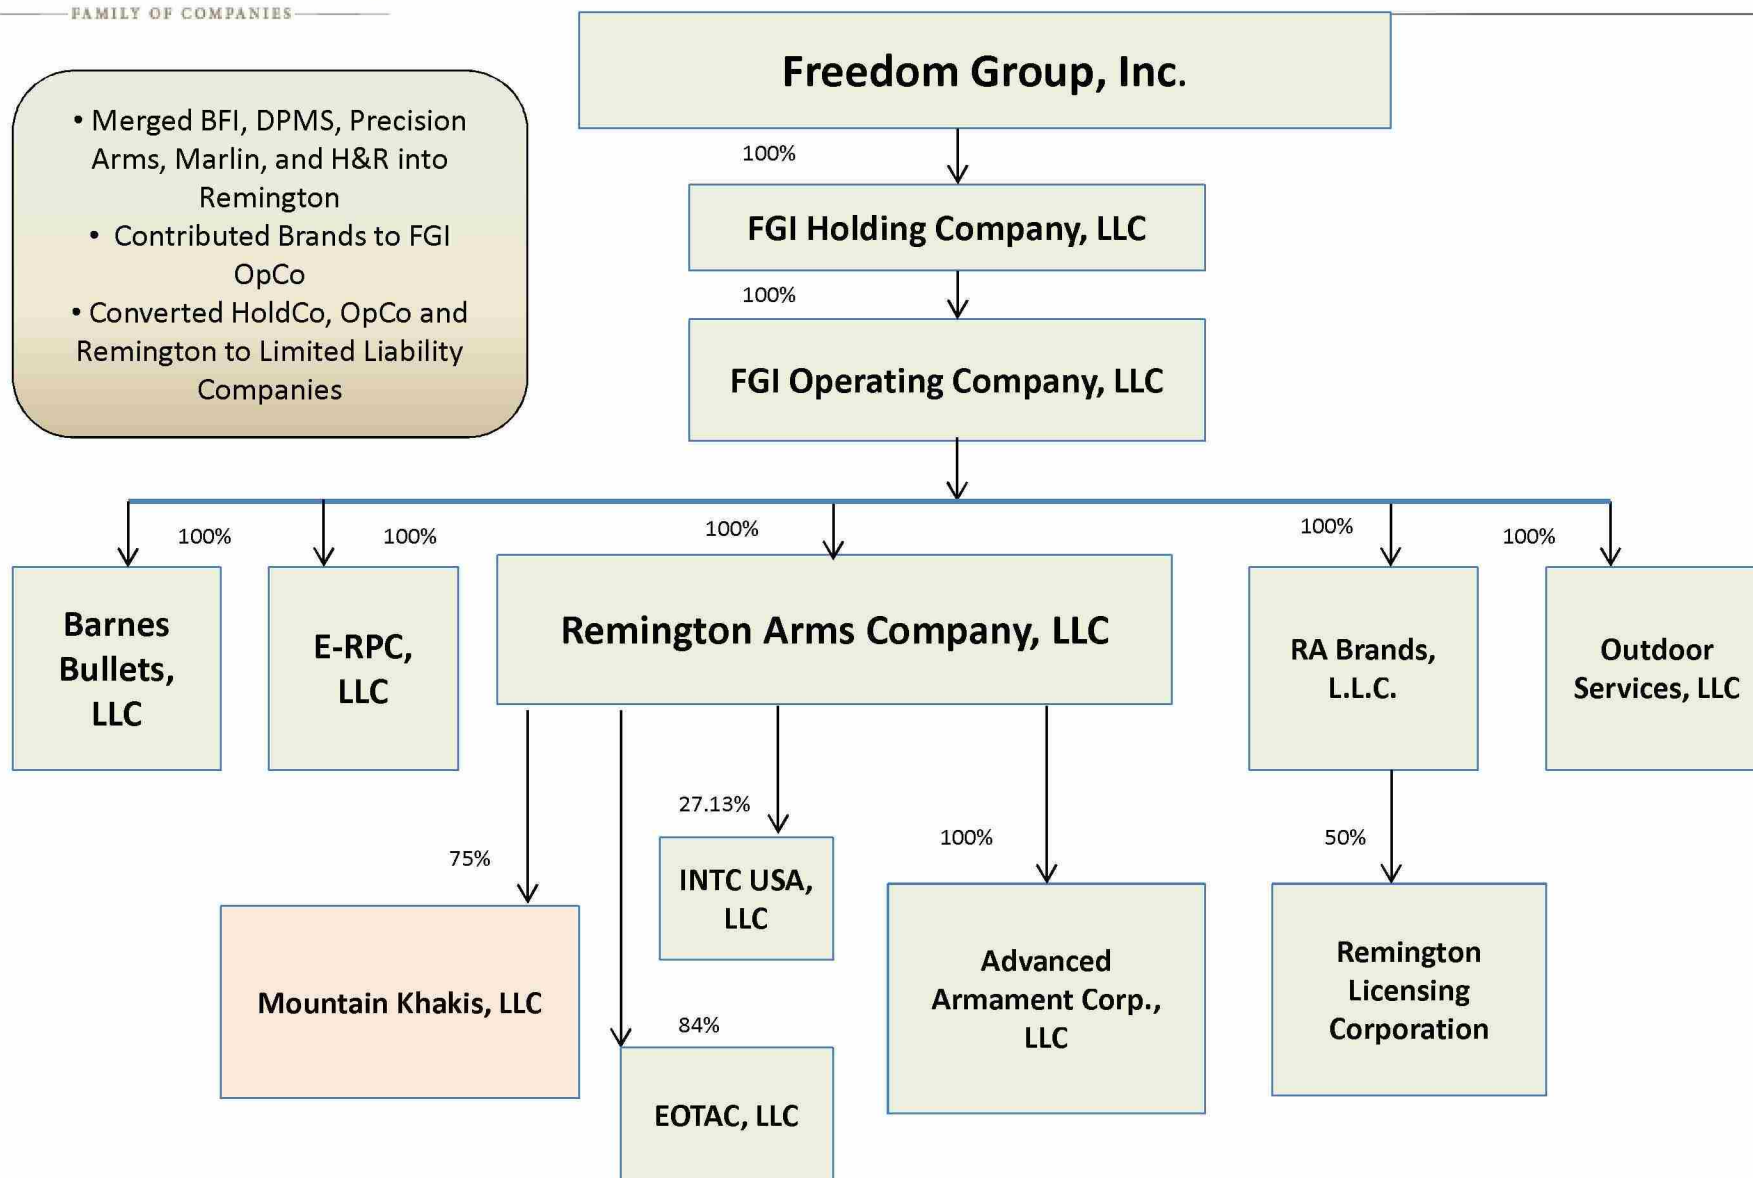 FAMILY OF COMPANIES
Freedom Group, Inc.
• Merged BFI, DPMS, Precision
Arms, Marlin, and H&R into
Remington
• Contributed Brands to FGI
OpCo
• Converted HoldCo, OpCo and
Remington to Limited Liability
Companies
100%
FGI Holding Company, LLC
100%
FGI Operating Company, LLC
100%
100%
100%
100%
100%
Barnes
Bullets,
LLC
E-RPC,
LLC
Remington Arms Company, LLC
RA Brands,
L.L.C.
Outdoor
Services, LLC
75%
27.13%
100%
50%
Mountain Khakis, LLC
INTC USA,
LLC
84%
EOTAC, LLC
Advanced
Armament Corp.,
LLC
Remington
Licensing
Corporation